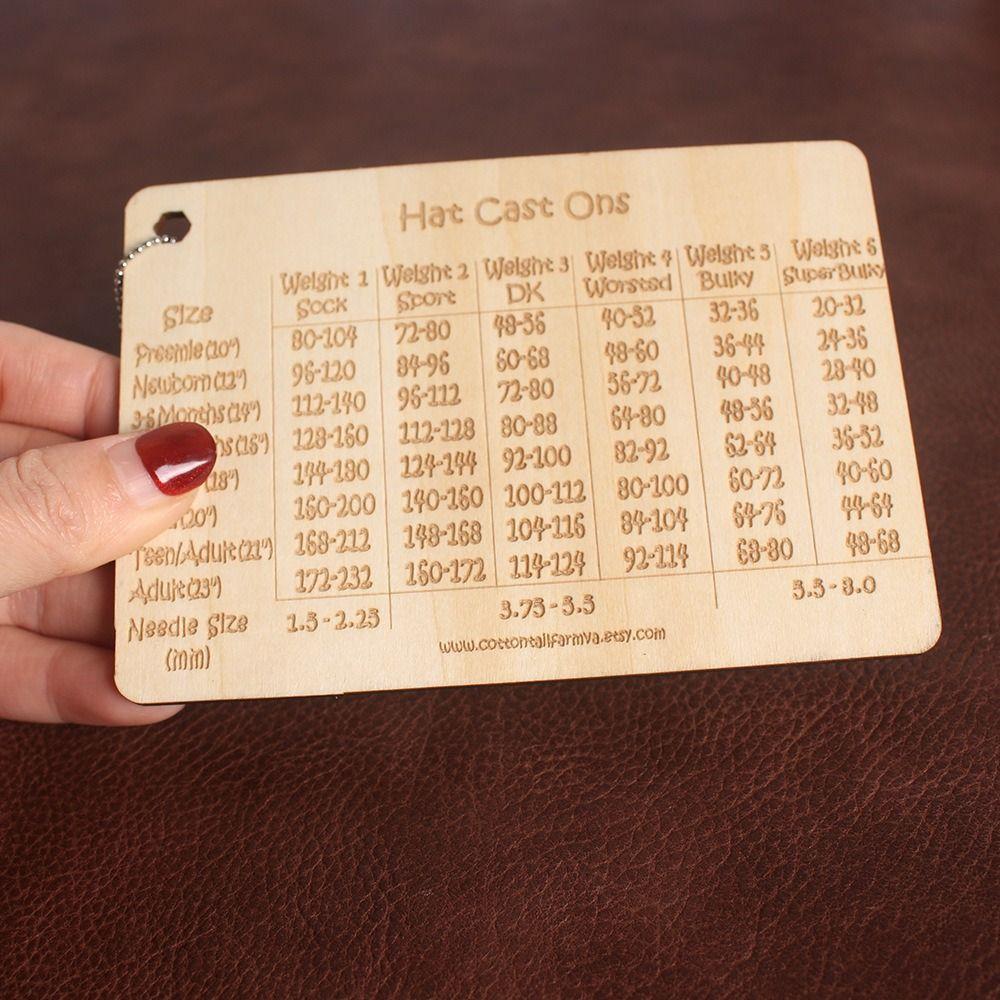 Hat Cast Ons
Size Weight 1 Weight 2 Weight 3 Weight 4 Weight 5 Weight 6
Sock Sport DK Worsted Bulky Super Bulky
Preemie (10") 80-104 72-80 48-56 40-52 32-36 20-32
Newborn (12") 96-120 84-96 60-68 48-60 36-44 24-36
3-6 Months (14") 112-140 96-112 72-80 56-72 40-48 28-40
(16") 128-160 112-128 80-88 64-80 48-56 32-48
(18") 144-180 124-144 92-100 82-92 62-64 36-52
(20") 160-200 140-160 100-112 80-100 60-72 40-60
Teen/Adult (21") 168-212 148-168 104-116 84-104 64-76 44-64
Adult (23") 172-232 160-172 114-124 92-114 68-80 48-68
Needle Size 1.5 - 2.25 3.75 - 5.5 5.5 - 8.0
(mm)
www.cottontailfarmva.etsy.com